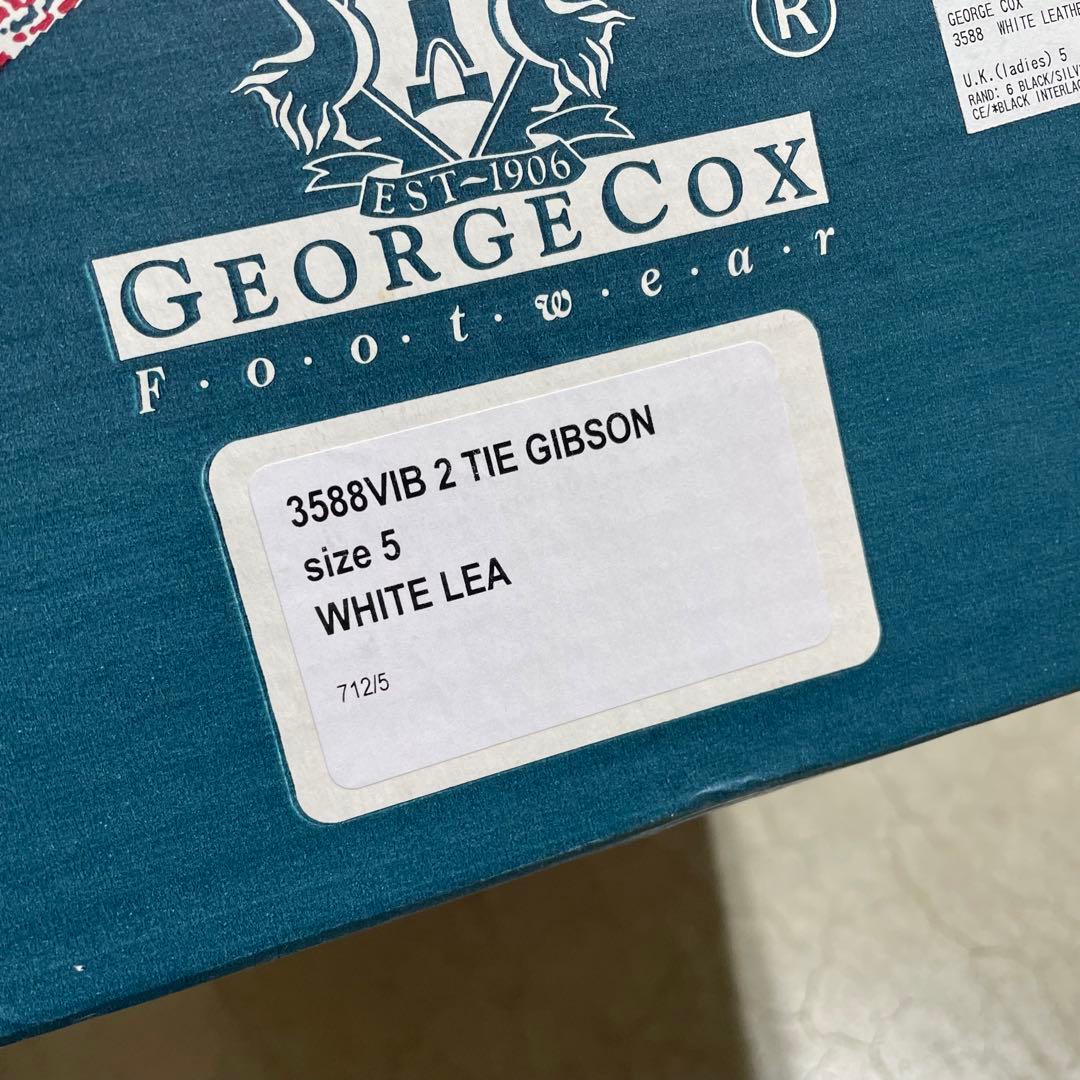 ®
GEORGE COX
3588 WHITE LEATHE
U.K.(ladies) 5
RAND: 6 BLACK/SILV
CE/*BLACK INTERLA
EST-1906
GEORGE COX
F·o·o·t·w·e·a·r
3588VIB 2 TIE GIBSON
size 5
WHITE LEA
712/5